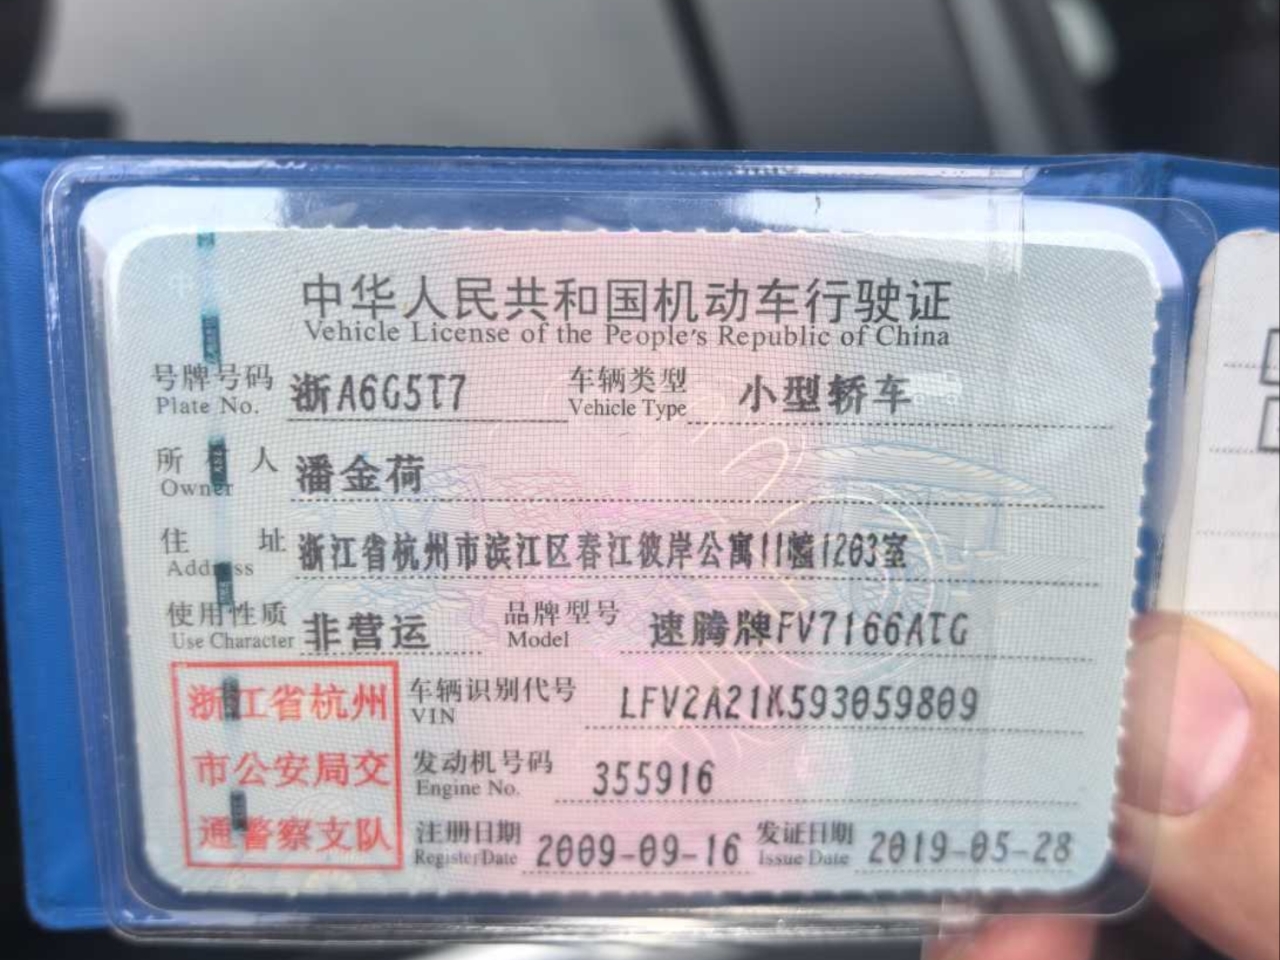 中华人民共和国机动车行驶证
Vehicle License of the People's Republic of China
号牌号码 浙A6G5T7 车辆类型 小型轿车
Plate No. Vehicle Type
所有人 潘金荷
Owner
住址 浙江省杭州市滨江区春江彼岸公寓11幢1203室
Address
使用性质 非营运 品牌型号 速腾牌FV7166ATG
Use Character Model
浙江省杭州 车辆识别代号 LFV2A21K593059809
VIN
市公安局交 发动机号码 355916
Engine No.
通警察支队 注册日期 2009-09-16 发证日期 2019-05-28
Register Date Issue Date